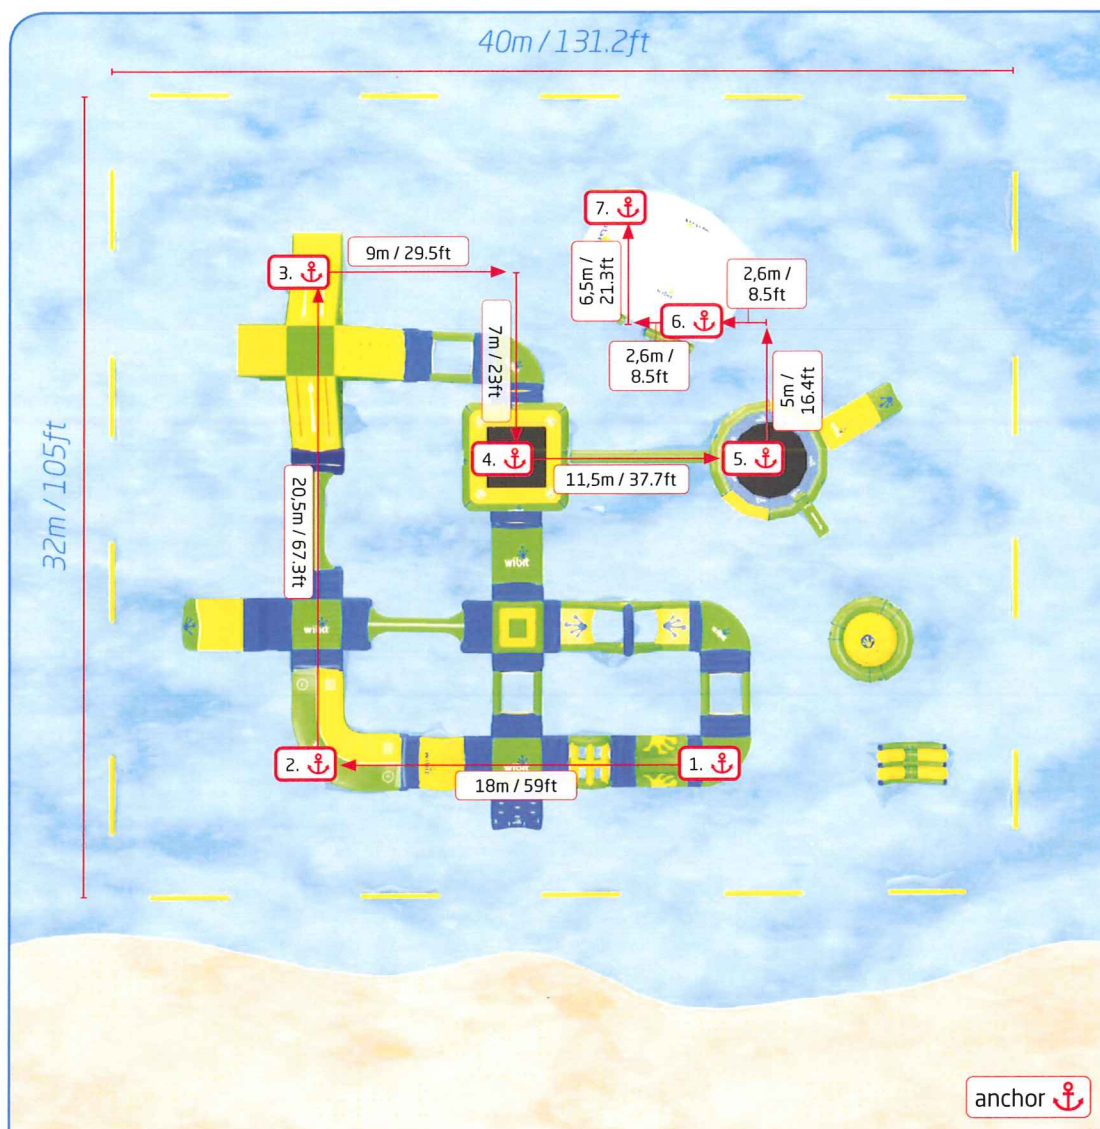 40m / 131.2ft
32m / 105ft
7.
3.
9m / 29.5ft
6,5m /
21.3ft
2,6m /
8.5ft
6.
7m / 23ft
2,6m /
8.5ft
5m /
16.4ft
4.
5.
11,5m / 37.7ft
20,5m / 67.3ft
wibit
wibit
2.
1.
wibit
18m / 59ft
anchor